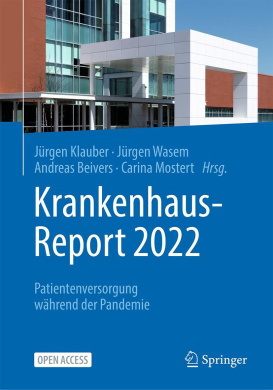 Jürgen Klauber · Jürgen Wasem
Andreas Beivers · Carina Mostert Hrsg.
Krankenhaus-
Report 2022
Patientenversorgung
während der Pandemie
OPEN ACCESS
Springer